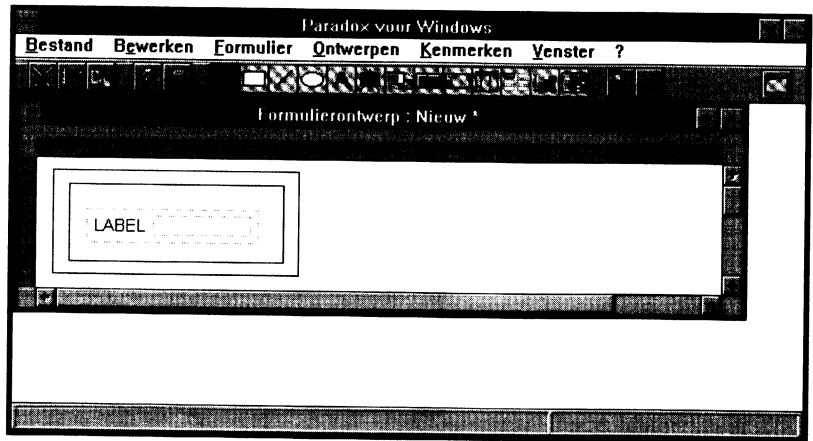 Paradox voor Windows
Bestand Bewerken Formulier Ontwerpen Kenmerken Venster ?
Formulierontwerp : Nieuw *
LABEL